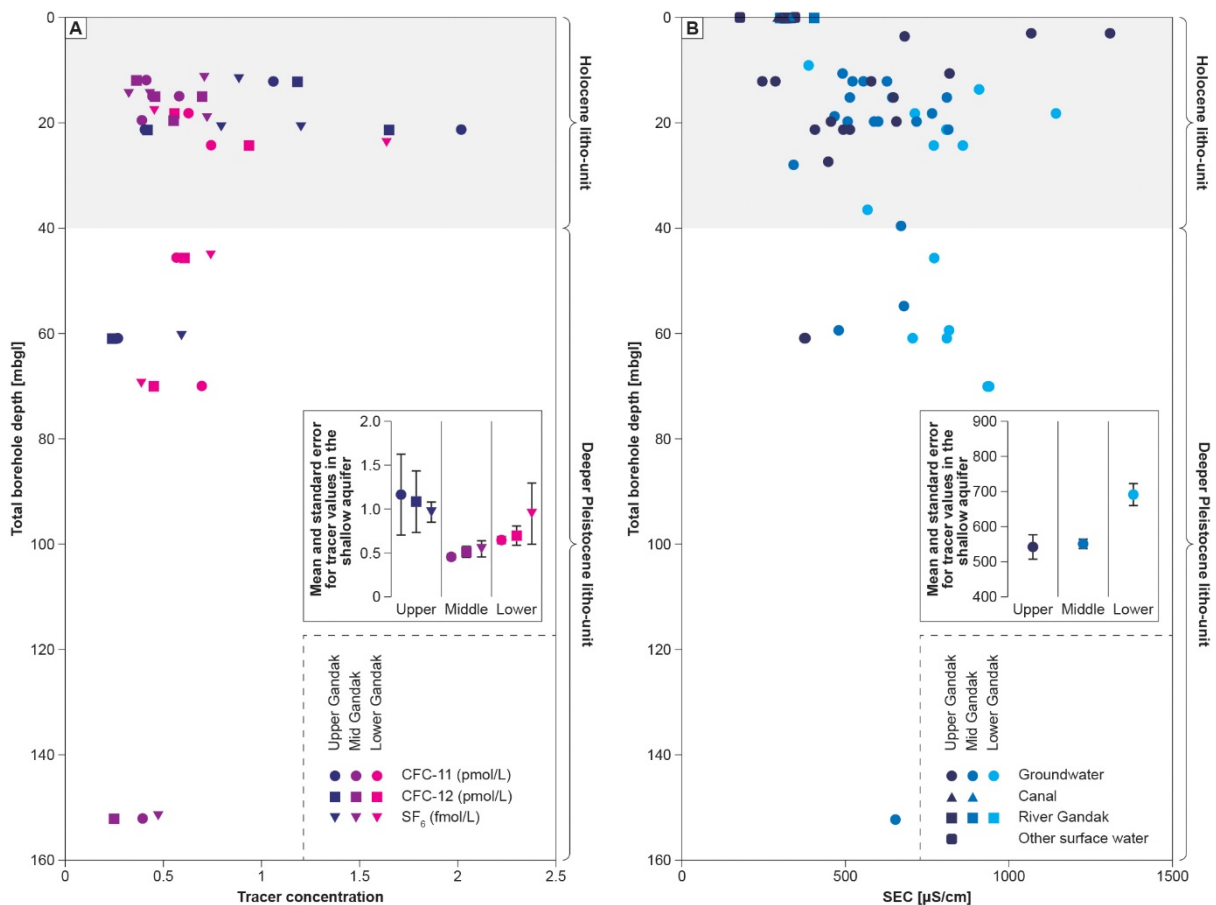 A
0
20
40
60
80
100
120
140
160
Total borehole depth [mbgl]
0
0.5
1
1.5
2
2.5
Tracer concentration
Holocene litho-unit
Deeper Pleistocene litho-unit
Mean and standard error
for tracer values in the
shallow aquifer
2.0
1.5
1.0
0.5
0
Upper
Middle
Lower
Upper Gandak
Mid Gandak
Lower Gandak
CFC-11 (pmol/L)
CFC-12 (pmol/L)
SF6 (fmol/L)
B
0
20
40
60
80
100
120
140
160
Total borehole depth [mbgl]
0
500
1000
1500
SEC [µS/cm]
Holocene litho-unit
Deeper Pleistocene litho-unit
Mean and standard error
for tracer values in the
shallow aquifer
900
800
700
600
500
400
Upper
Middle
Lower
Upper Gandak
Mid Gandak
Lower Gandak
Groundwater
Canal
River Gandak
Other surface water